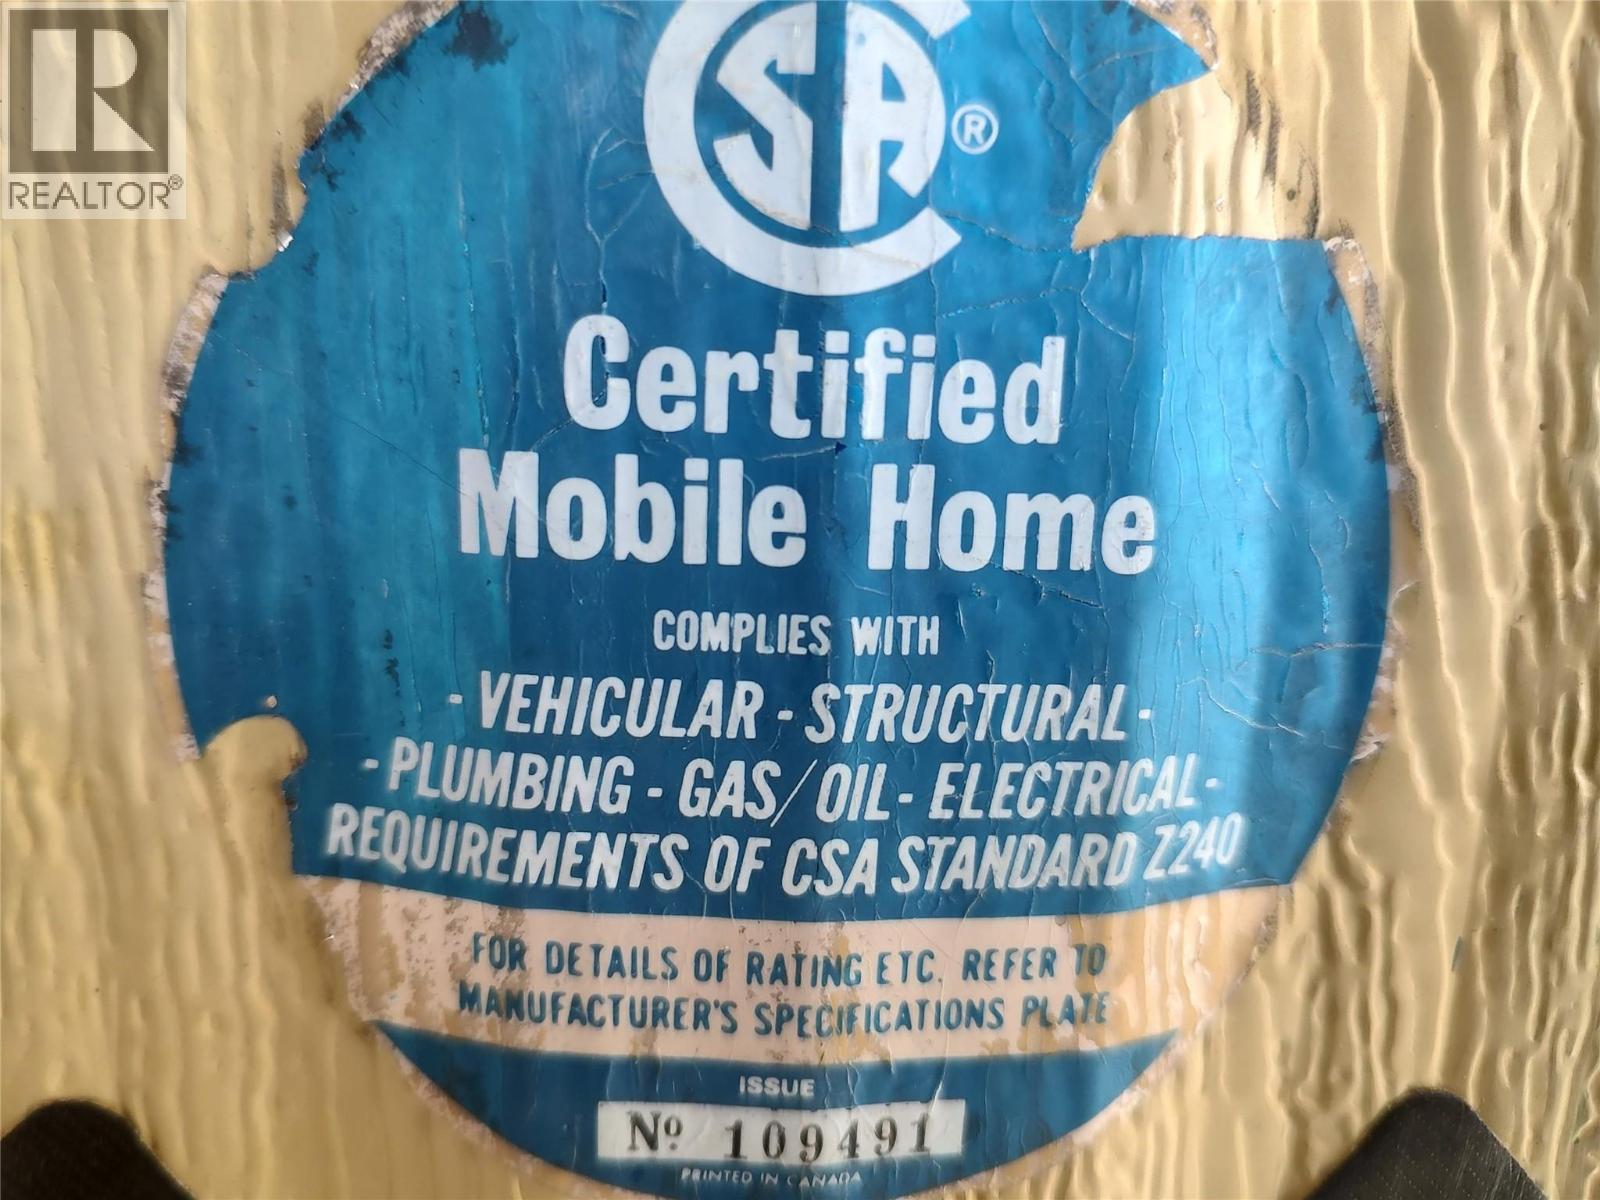 R
REALTOR®
CSA ®
Certified
Mobile Home
COMPLIES WITH
- VEHICULAR - STRUCTURAL -
- PLUMBING - GAS/OIL - ELECTRICAL -
REQUIREMENTS OF CSA STANDARD Z240
FOR DETAILS OF RATING ETC. REFER TO
MANUFACTURER'S SPECIFICATIONS PLATE
ISSUE
Nº 109491
PRINTED IN CANADA